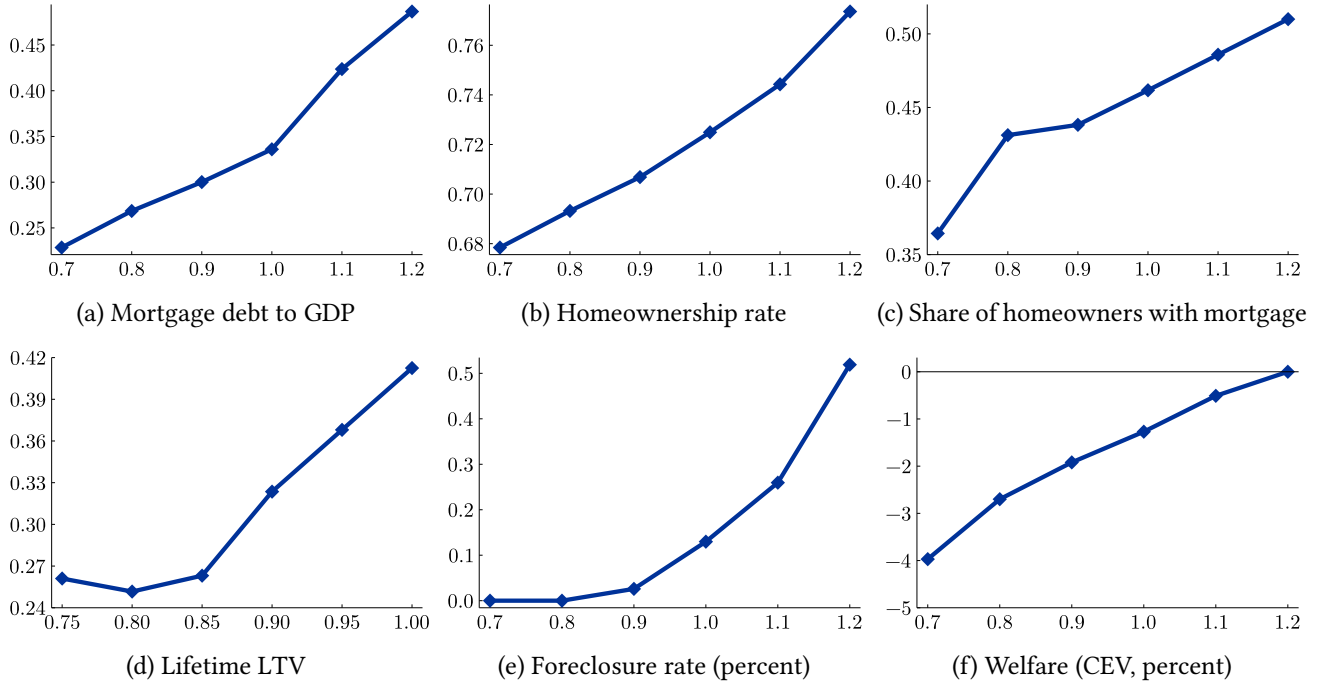 0.45
0.40
0.35
0.30
0.25
0.7 0.8 0.9 1.0 1.1 1.2
(a) Mortgage debt to GDP
0.76
0.74
0.72
0.70
0.68
0.7 0.8 0.9 1.0 1.1 1.2
(b) Homeownership rate
0.50
0.45
0.40
0.35
0.7 0.8 0.9 1.0 1.1 1.2
(c) Share of homeowners with mortgage
0.42
0.39
0.36
0.33
0.30
0.27
0.24
0.75 0.80 0.85 0.90 0.95 1.00
(d) Lifetime LTV
0.5
0.4
0.3
0.2
0.1
0.0
0.7 0.8 0.9 1.0 1.1 1.2
(e) Foreclosure rate (percent)
0
−1
−2
−3
−4
−5
0.7 0.8 0.9 1.0 1.1 1.2
(f) Welfare (CEV, percent)